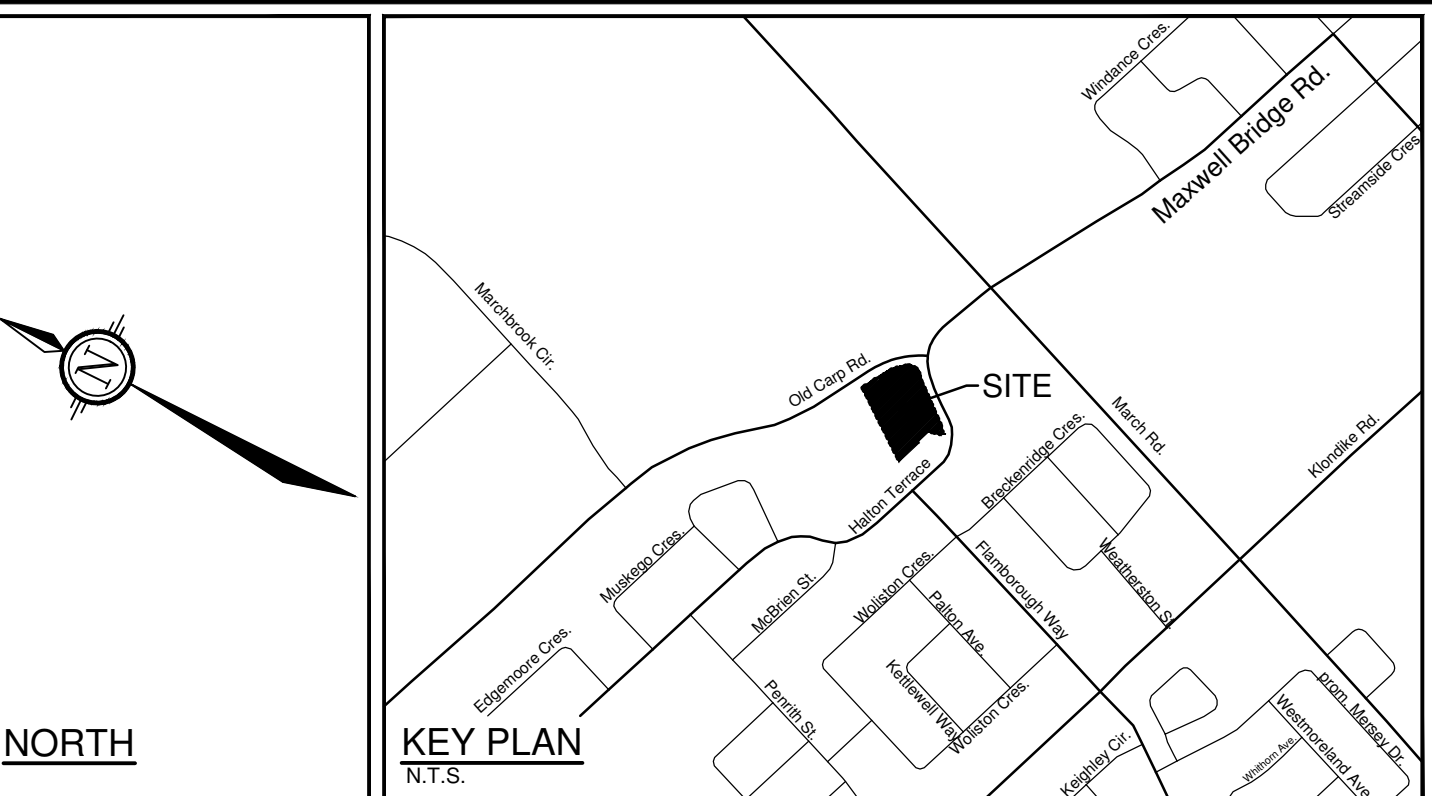 Windance Cres.
Maxwell Bridge Rd.
Streamside Cres.
Marchbrook Cir.
Old Carp Rd.
SITE
March Rd.
Klondike Rd.
Breckenridge Cres.
Halton Terrace
Muskego Cres.
Flamborough Way
Weatherston St.
McBrien St.
Woliston Cres.
Palton Ave.
Edgemoore Cres.
Kettlewell Way
Woliston Cres.
Penrith St.
prom. Mersey Dr.
Westmoreland Ave.
Whithorn Ave.
Keighley Cir.
N
NORTH
KEY PLAN
N.T.S.